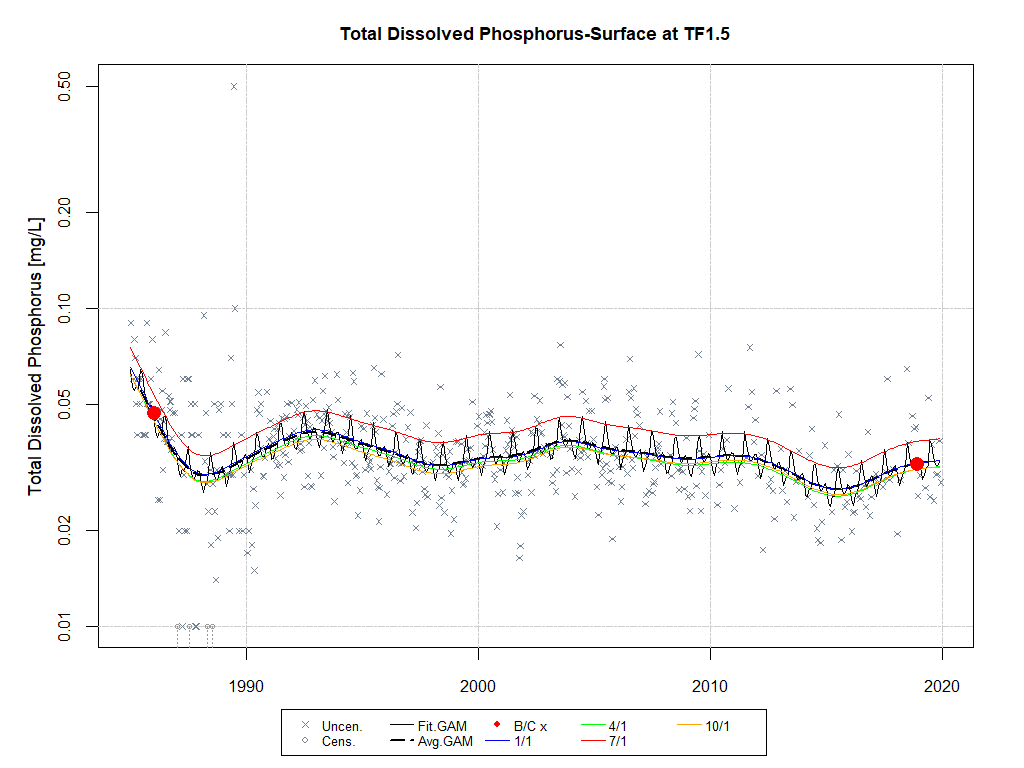 Total Dissolved Phosphorus-Surface at TF1.5
Total Dissolved Phosphorus [mg/L]
0.50
0.20
0.10
0.05
0.02
0.01
1990 2000 2010 2020
Uncen. Fit.GAM B/C x 4/1 10/1
Cens. Avg.GAM 1/1 7/1